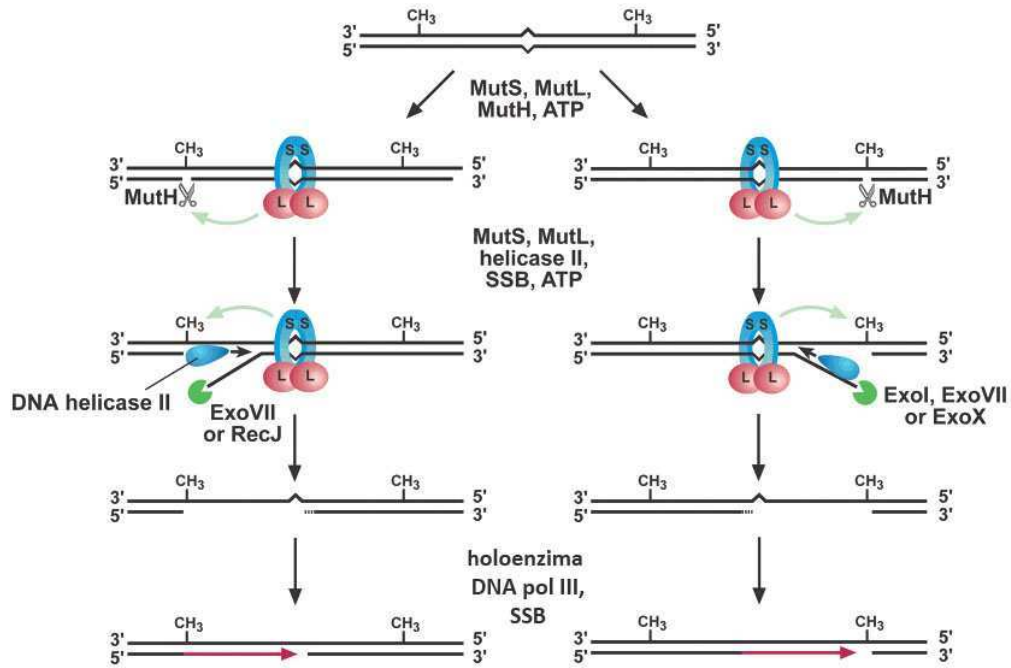 CH3 CH3
3' 5'
5' 3'
MutS, MutL,
MutH, ATP
CH3 S S CH3
3' 5'
5' 3'
MutH
L L
CH3 S S CH3
3' 5'
5' 3'
MutH
L L
MutS, MutL,
helicase II,
SSB, ATP
CH3 S S CH3
3' 5'
5' 3'
L L
DNA helicase II
ExoVII
or RecJ
CH3 S S CH3
3' 5'
5' 3'
L L
ExoI, ExoVII
or ExoX
CH3 CH3
3' 5'
5' 3'
CH3 CH3
3' 5'
5' 3'
holoenzima
DNA pol III,
SSB
CH3 CH3
3' 5'
5' 3'
CH3 CH3
3' 5'
5' 3'